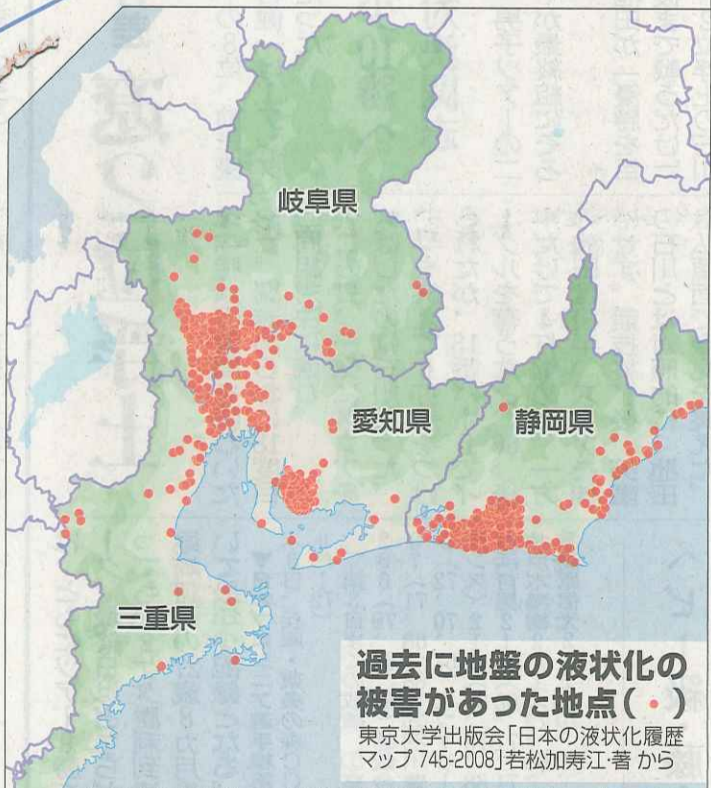 岐阜県
愛知県
静岡県
三重県
過去に地盤の液状化の
被害があった地点(・)
東京大学出版会「日本の液状化履歴
マップ 745-2008」若松加寿江・著 から